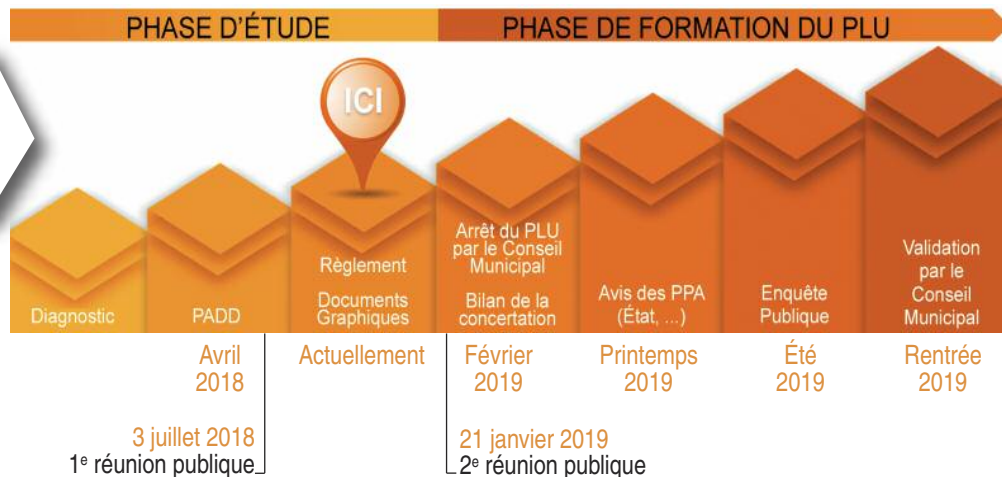 PHASE D'ÉTUDE
PHASE DE FORMATION DU PLU
ICI
Diagnostic
PADD
Règlement
Documents
Graphiques
Arrêt du PLU
par le Conseil
Municipal
Bilan de la
concertation
Avis des PPA
(État, ...)
Enquête
Publique
Validation
par le
Conseil
Municipal
Avril
2018
Actuellement
Février
2019
Printemps
2019
Été
2019
Rentrée
2019
3 juillet 2018
1e réunion publique
21 janvier 2019
2e réunion publique